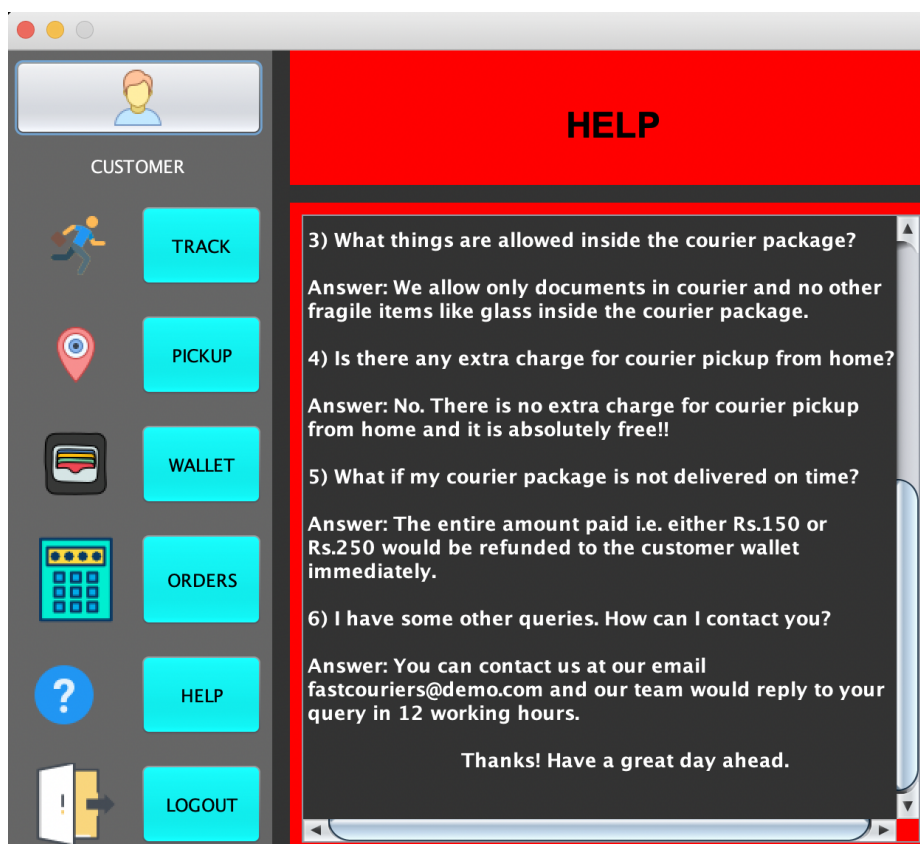 HELP
CUSTOMER
TRACK
PICKUP
WALLET
ORDERS
HELP
LOGOUT
3) What things are allowed inside the courier package?
Answer: We allow only documents in courier and no other
fragile items like glass inside the courier package.
4) Is there any extra charge for courier pickup from home?
Answer: No. There is no extra charge for courier pickup
from home and it is absolutely free!!
5) What if my courier package is not delivered on time?
Answer: The entire amount paid i.e. either Rs.150 or
Rs.250 would be refunded to the customer wallet
immediately.
6) I have some other queries. How can I contact you?
Answer: You can contact us at our email
fastcouriers@demo.com and our team would reply to your
query in 12 working hours.
Thanks! Have a great day ahead.